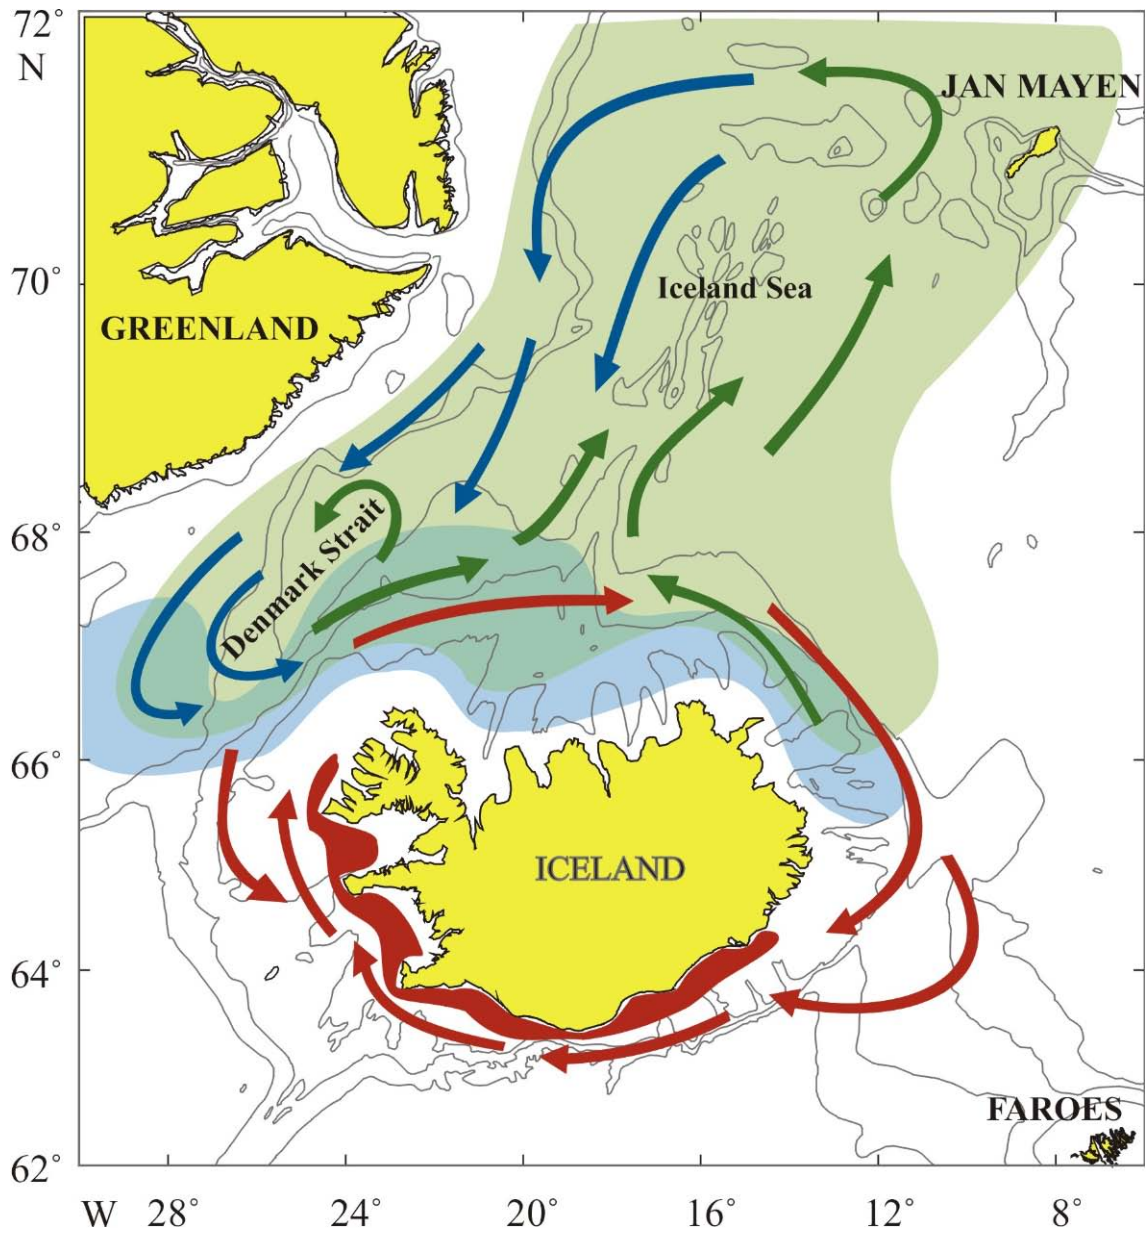 72°
N
JAN MAYEN
70°
Iceland Sea
GREENLAND
68°
Denmark Strait
66°
ICELAND
64°
FAROES
62°
W 28° 24° 20° 16° 12° 8°